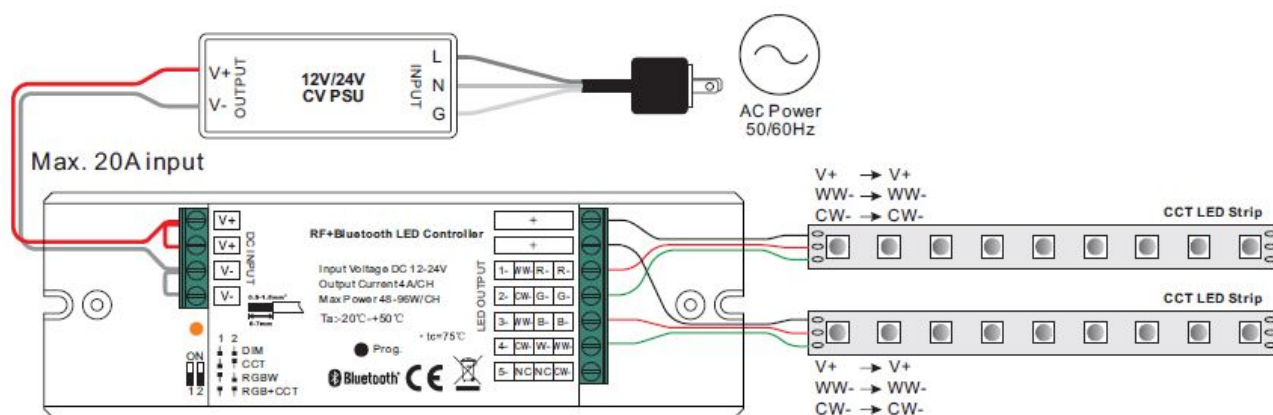 V+
V-
OUTPUT
12V/24V
CV PSU
INPUT
L
N
G
AC Power
50/60Hz
Max. 20A input
V+
V+
V-
V-
DC INPUT
0.5-1.5mm²
6-7mm
ON
1 2
1 2
DIM
CCT
RGBW
RGB+CCT
RF+Bluetooth LED Controller
Input Voltage DC 12-24V
Output Current 4A/CH
Max Power 48-96W/CH
Ta:-20℃-+50℃
· tc=75℃
Prog.
Bluetooth®
CE
LED OUTPUT
+
+
1- WW- R- R-
2- CW- G- G-
3- WW- B- B-
4- CW- W- WW-
5- NC NC CW-
V+ → V+
WW- → WW-
CW- → CW-
CCT LED Strip
CCT LED Strip
V+ → V+
WW- → WW-
CW- → CW-